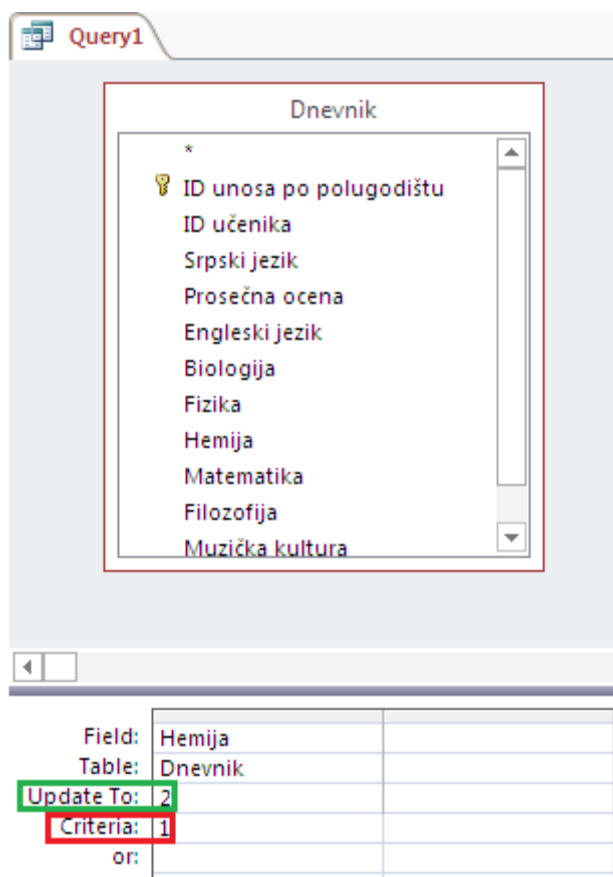 Query1
Dnevnik
*
ID unosa po polugodištu
ID učenika
Srpski jezik
Prosečna ocena
Engleski jezik
Biologija
Fizika
Hemija
Matematika
Filozofija
Muzička kultura
Field: Hemija
Table: Dnevnik
Update To: 2
Criteria: 1
or: